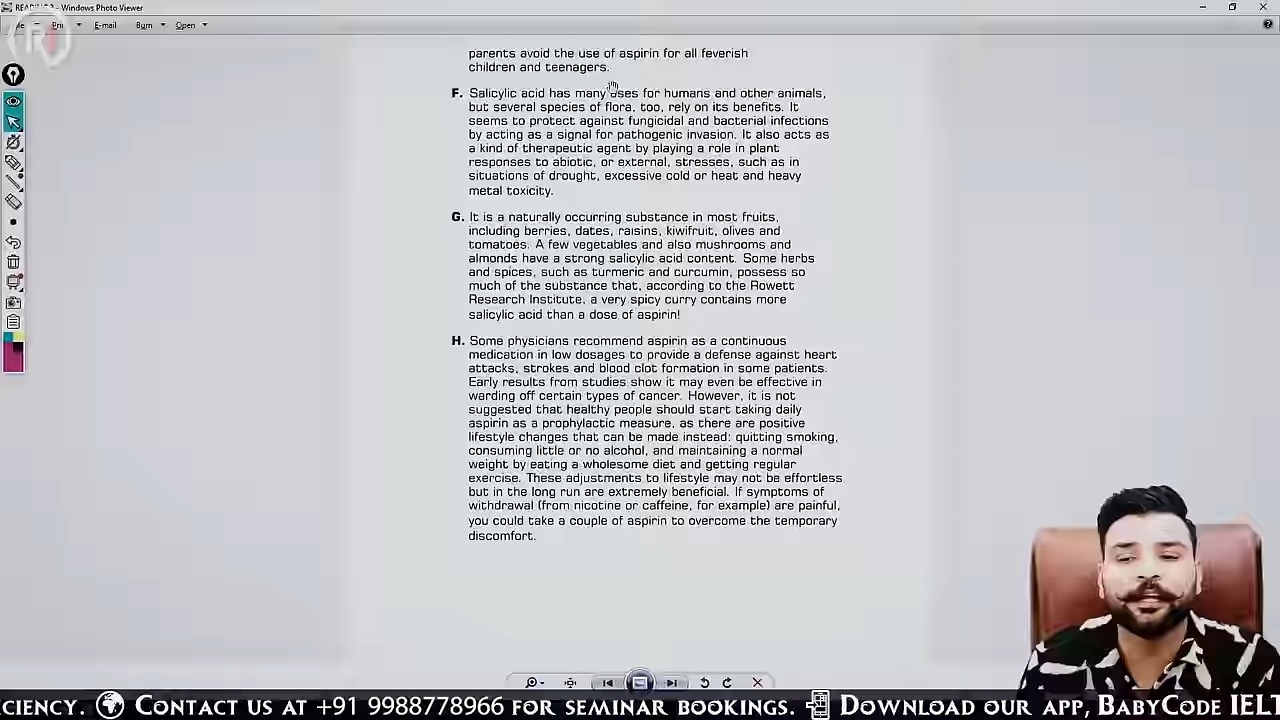 READING 3 - Windows Photo Viewer
E-mail
Burn
Open
parents avoid the use of aspirin for all feverish
children and teenagers.
F. Salicylic acid has many uses for humans and other animals,
but several species of flora, too, rely on its benefits. It
seems to protect against fungicidal and bacterial infections
by acting as a signal for pathogenic invasion. It also acts as
a kind of therapeutic agent by playing a role in plant
responses to abiotic, or external, stresses, such as in
situations of drought, excessive cold or heat and heavy
metal toxicity.
G. It is a naturally occurring substance in most fruits,
including berries, dates, raisins, kiwifruit, olives and
tomatoes. A few vegetables and also mushrooms and
almonds have a strong salicylic acid content. Some herbs
and spices, such as turmeric and curcumin, possess so
much of the substance that, according to the Rowett
Research Institute, a very spicy curry contains more
salicylic acid than a dose of aspirin!
H. Some physicians recommend aspirin as a continuous
medication in low dosages to provide a defense against heart
attacks, strokes and blood clot formation in some patients.
Early results from studies show it may even be effective in
warding off certain types of cancer. However, it is not
suggested that healthy people should start taking daily
aspirin as a prophylactic measure, as there are positive
lifestyle changes that can be made instead: quitting smoking,
consuming little or no alcohol, and maintaining a normal
weight by eating a wholesome diet and getting regular
exercise. These adjustments to lifestyle may not be effortless
but in the long run are extremely beneficial. If symptoms of
withdrawal (from nicotine or caffeine, for example) are painful,
you could take a couple of aspirin to overcome the temporary
discomfort.
CIENCY. CONTACT US AT +91 9988778966 FOR SEMINAR BOOKINGS. DOWNLOAD OUR APP, BABYCODE IELT